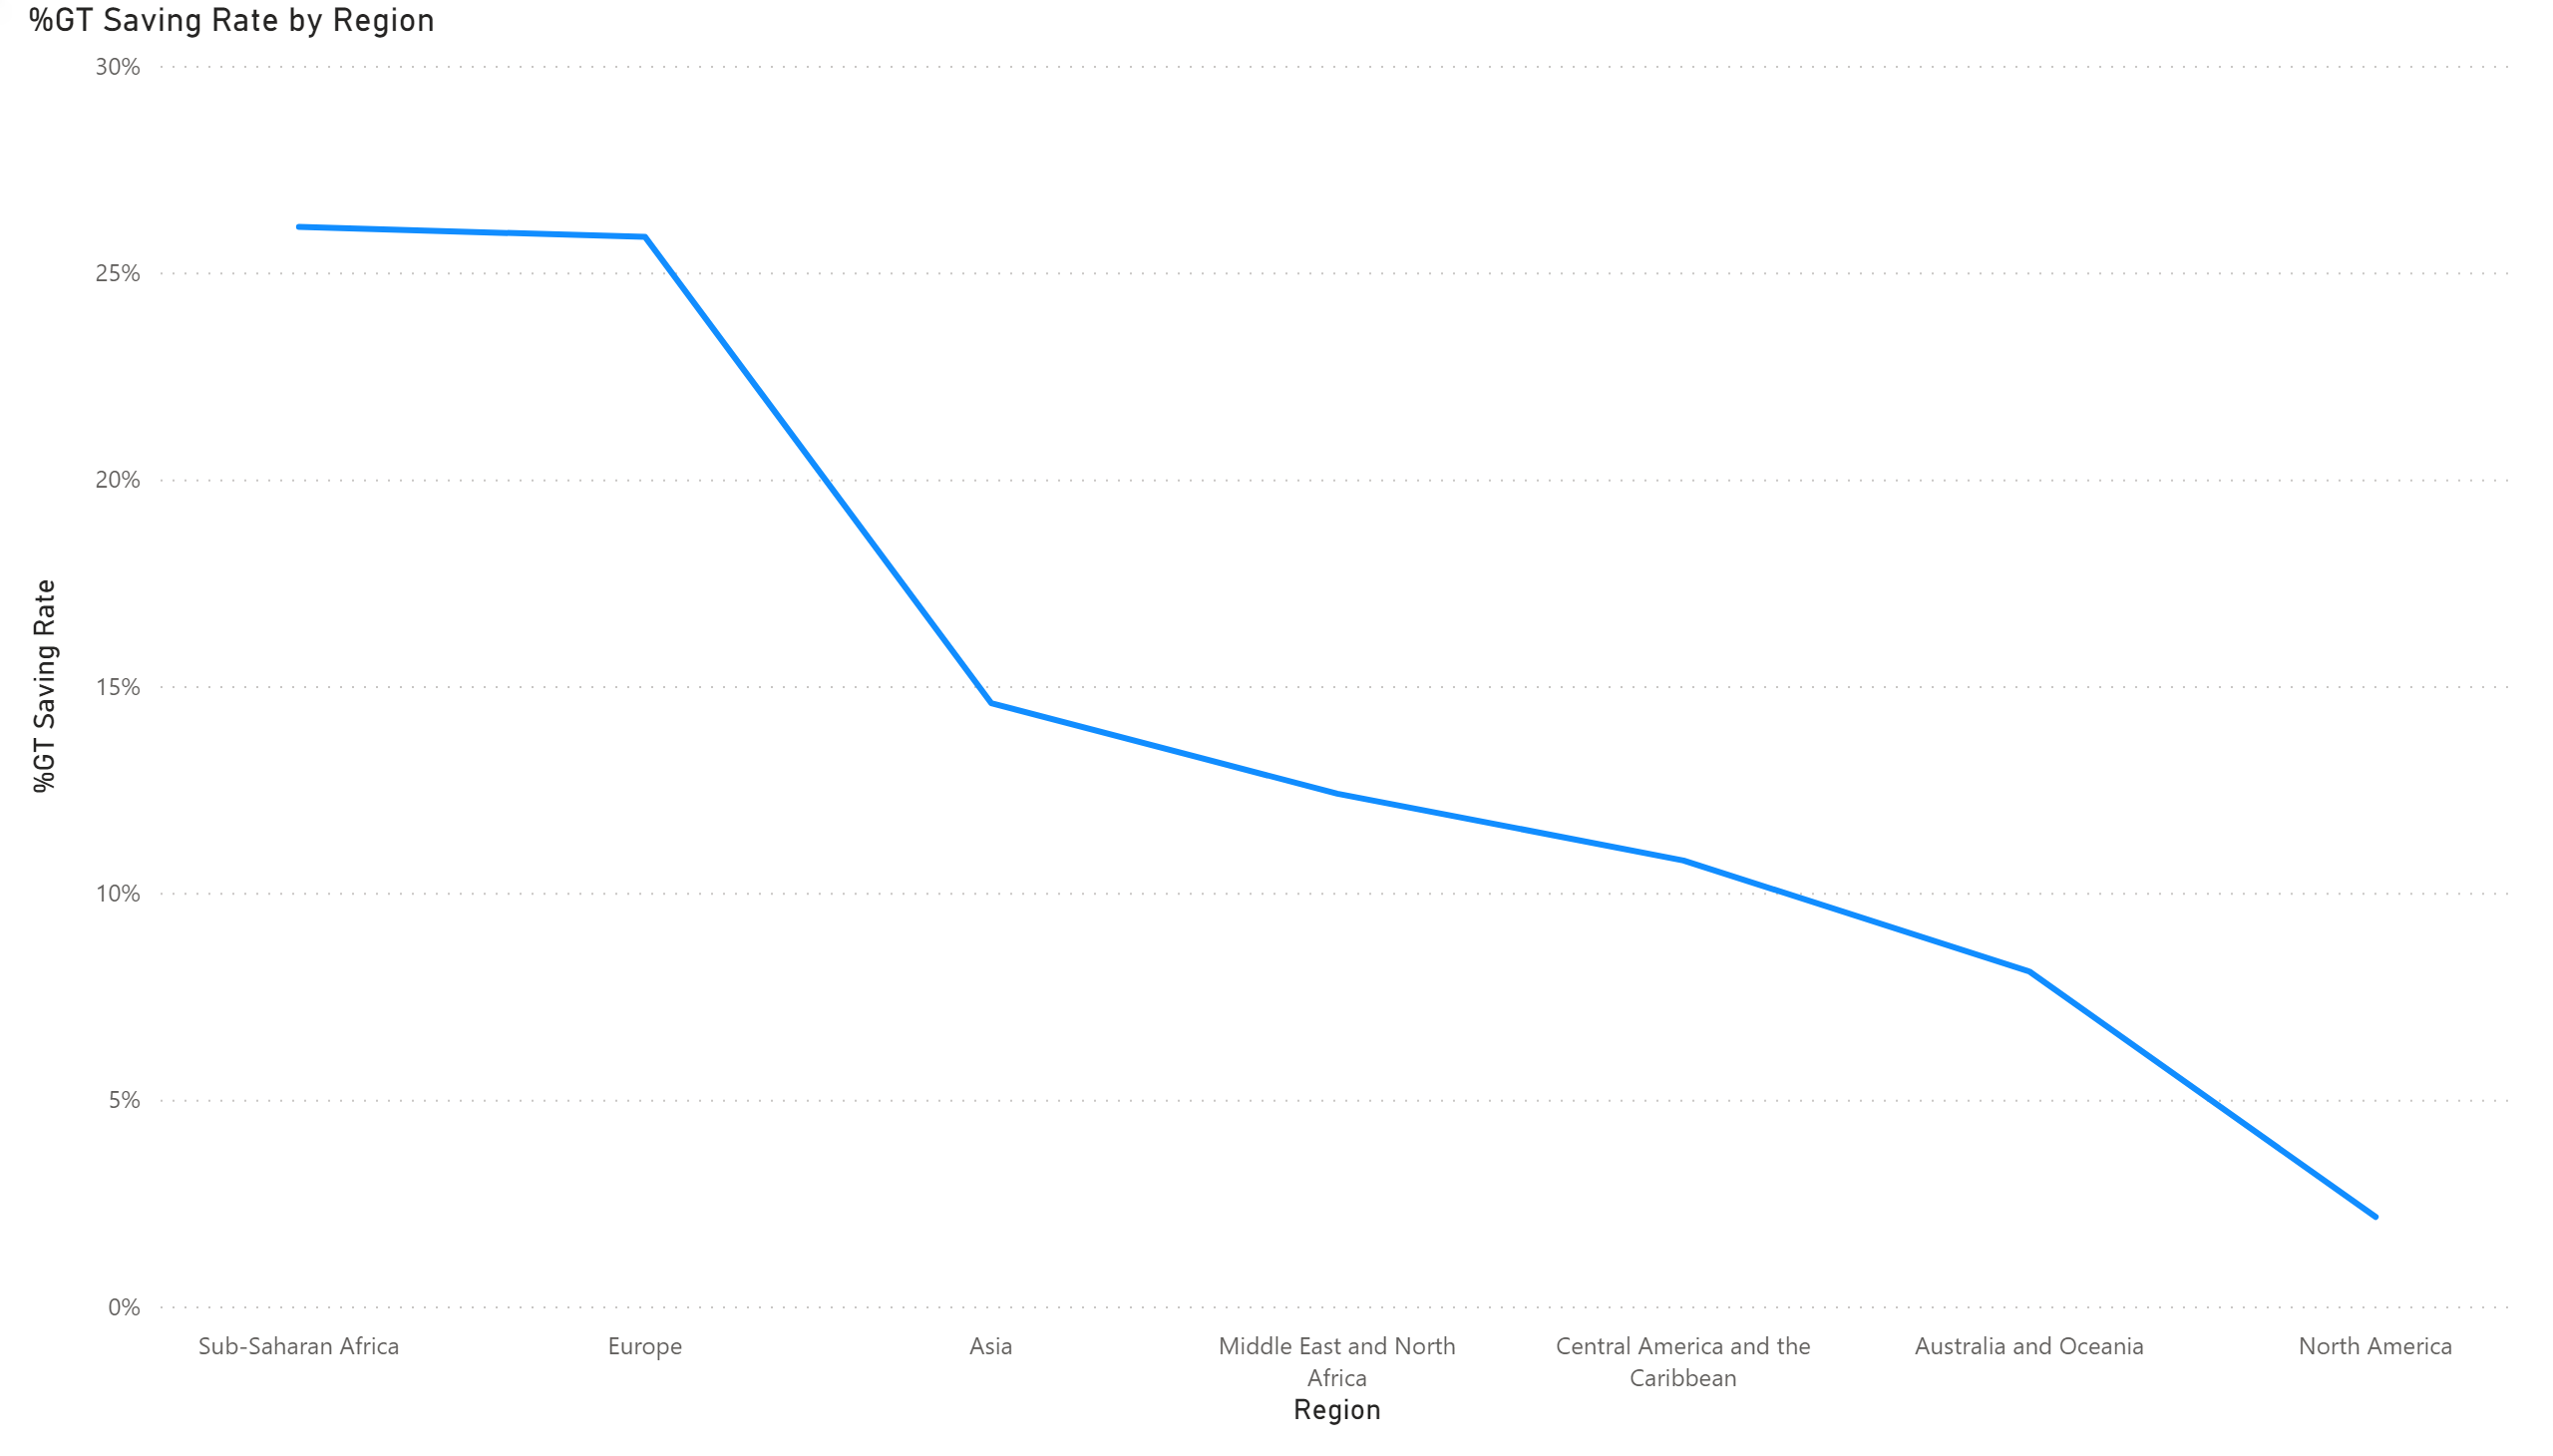 %GT Saving Rate by Region
30%
25%
20%
15%
10%
5%
0%
%GT Saving Rate
Sub-Saharan Africa
Europe
Asia
Middle East and North
Africa
Central America and the
Caribbean
Australia and Oceania
North America
Region